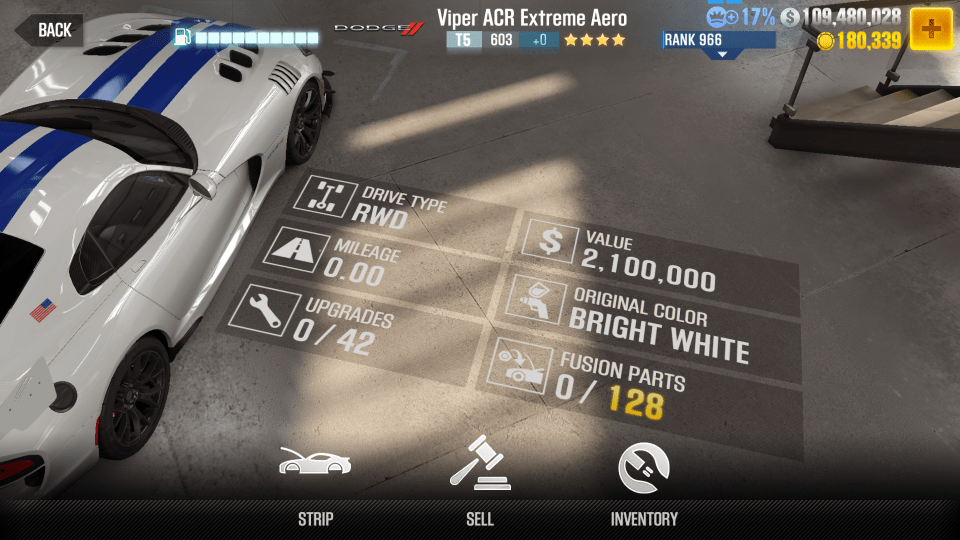 BACK
DODGE
Viper ACR Extreme Aero
T5 603 +0
17%
109,480,028
RANK 966
180,339
DRIVE TYPE
RWD
MILEAGE
0.00
UPGRADES
0 / 42
VALUE
2,100,000
ORIGINAL COLOR
BRIGHT WHITE
FUSION PARTS
0 / 128
STRIP
SELL
INVENTORY